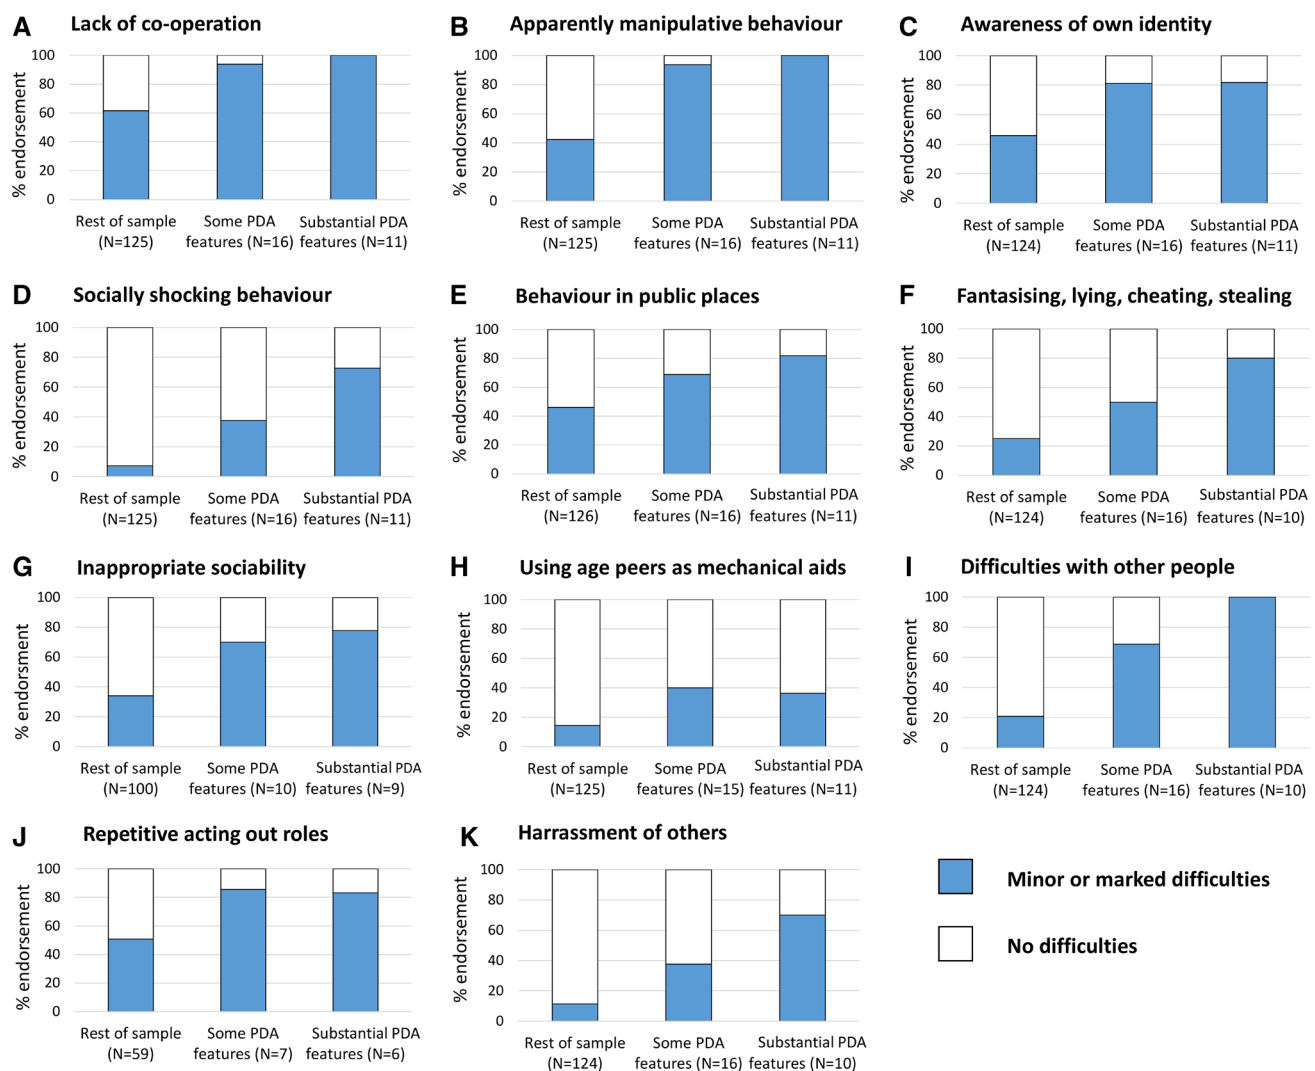 A Lack of co-operation
% endorsement
100
80
60
40
20
0
Rest of sample
(N=125)
Some PDA
features (N=16)
Substantial PDA
features (N=11)
B Apparently manipulative behaviour
% endorsement
100
80
60
40
20
0
Rest of sample
(N=125)
Some PDA
features (N=16)
Substantial PDA
features (N=11)
C Awareness of own identity
% endorsement
100
80
60
40
20
0
Rest of sample
(N=124)
Some PDA
features (N=16)
Substantial PDA
features (N=11)
D Socially shocking behaviour
% endorsement
100
80
60
40
20
0
Rest of sample
(N=125)
Some PDA
features (N=16)
Substantial PDA
features (N=11)
E Behaviour in public places
% endorsement
100
80
60
40
20
0
Rest of sample
(N=126)
Some PDA
features (N=16)
Substantial PDA
features (N=11)
F Fantasising, lying, cheating, stealing
% endorsement
100
80
60
40
20
0
Rest of sample
(N=124)
Some PDA
features (N=16)
Substantial PDA
features (N=10)
G Inappropriate sociability
% endorsment
100
80
60
40
20
0
Rest of sample
(N=100)
Some PDA
features (N=10)
Substantial PDA
features (N=9)
H Using age peers as mechanical aids
% endorsement
100
80
60
40
20
0
Rest of sample
(N=125)
Some PDA
features (N=15)
Substantial PDA
features (N=11)
I Difficulties with other people
% endorsement
100
80
60
40
20
0
Rest of sample
(N=124)
Some PDA
features (N=16)
Substantial PDA
features (N=10)
J Repetitive acting out roles
% endorsement
100
80
60
40
20
0
Rest of sample
(N=59)
Some PDA
features (N=7)
Substantial PDA
features (N=6)
K Harrassment of others
% endorsement
100
80
60
40
20
0
Rest of sample
(N=124)
Some PDA
features (N=16)
Substantial PDA
features (N=10)
Minor or marked difficulties
No difficulties